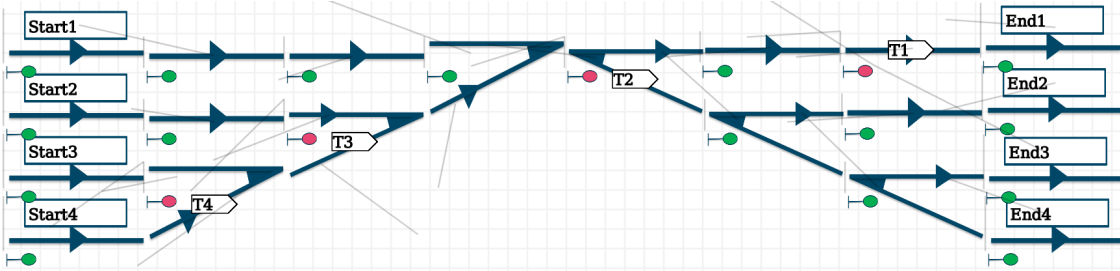 Start1
End1
T1
Start2
T2
End2
Start3
T3
End3
Start4
T4
End4